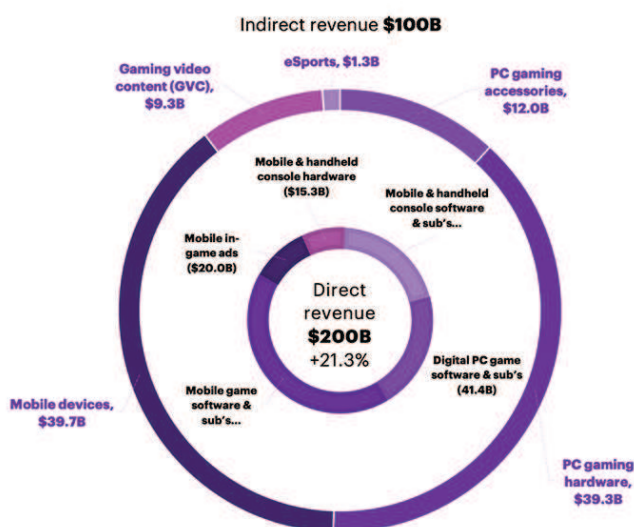 Indirect revenue $100B
eSports, $1.3B
Gaming video
content (GVC),
$9.3B
PC gaming
accessories,
$12.0B
Mobile & handheld
console hardware
($15.3B)
Mobile & handheld
console software
& sub's...
Mobile in-
game ads
($20.0B)
Direct
revenue
$200B
+21.3%
Digital PC game
software & sub's
(41.4B)
Mobile game
software &
sub's...
Mobile devices,
$39.7B
PC gaming
hardware,
$39.3B